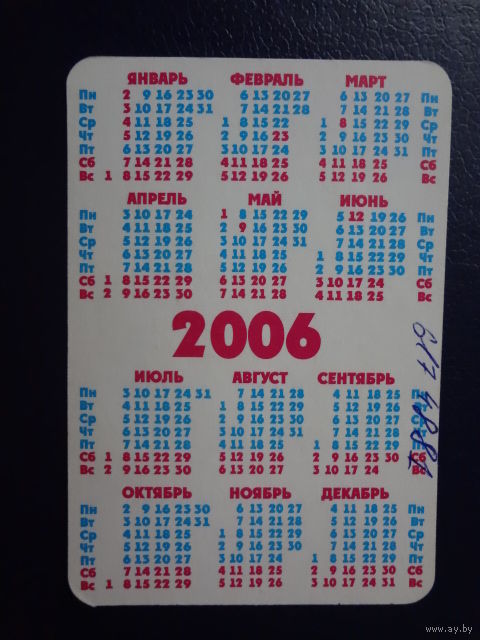 ЯНВАРЬ ФЕВРАЛЬ МАРТ
Пн 2 9 16 23 30 6 13 20 27 6 13 20 27 Пн
Вт 3 10 17 24 31 7 14 21 28 7 14 21 28 Вт
Ср 4 11 18 25 1 8 15 22 1 8 15 22 29 Ср
Чт 5 12 19 26 2 9 16 23 2 9 16 23 30 Чт
Пт 6 13 20 27 3 10 17 24 3 10 17 24 31 Пт
Сб 7 14 21 28 4 11 18 25 4 11 18 25 Сб
Вс 1 8 15 22 29 5 12 19 26 5 12 19 26 Вс
АПРЕЛЬ МАЙ ИЮНЬ
Пн 3 10 17 24 1 8 15 22 29 5 12 19 26 Пн
Вт 4 11 18 25 2 9 16 23 30 6 13 20 27 Вт
Ср 5 12 19 26 3 10 17 24 31 7 14 21 28 Ср
Чт 6 13 20 27 4 11 18 25 1 8 15 22 29 Чт
Пт 7 14 21 28 5 12 19 26 2 9 16 23 30 Пт
Сб 1 8 15 22 29 6 13 20 27 3 10 17 24 Сб
Вс 2 9 16 23 30 7 14 21 28 4 11 18 25 Вс
2006
ИЮЛЬ АВГУСТ СЕНТЯБРЬ
Пн 3 10 17 24 31 7 14 21 28 4 11 18 25 Пн
Вт 4 11 18 25 1 8 15 22 29 5 12 19 26 Вт
Ср 5 12 19 26 2 9 16 23 30 6 13 20 27 Ср
Чт 6 13 20 27 3 10 17 24 31 7 14 21 28 Чт
Пт 7 14 21 28 4 11 18 25 1 8 15 22 29 Пт
Сб 1 8 15 22 29 5 12 19 26 2 9 16 23 30 Сб
Вс 2 9 16 23 30 6 13 20 27 3 10 17 24 Вс
ОКТЯБРЬ НОЯБРЬ ДЕКАБРЬ
Пн 2 9 16 23 30 6 13 20 27 4 11 18 25 Пн
Вт 3 10 17 24 31 7 14 21 28 5 12 19 26 Вт
Ср 4 11 18 25 1 8 15 22 29 6 13 20 27 Ср
Чт 5 12 19 26 2 9 16 23 30 7 14 21 28 Чт
Пт 6 13 20 27 3 10 17 24 1 8 15 22 29 Пт
Сб 7 14 21 28 4 11 18 25 2 9 16 23 30 Сб
Вс 1 8 15 22 29 5 12 19 26 3 10 17 24 31 Вс
www.ay.by